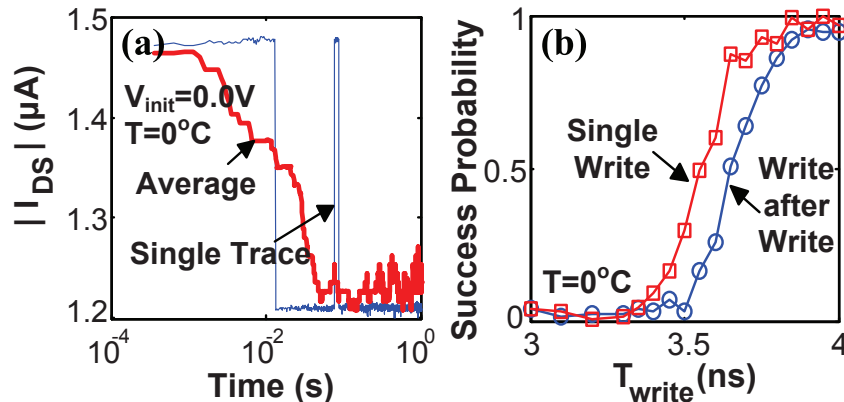 (a)
V_init=0.0V
T=0°C
Average
Single Trace
1.5
1.4
1.3
1.2
10^-4
10^-2
10^0
Time (s)
| I_DS | (µA)
(b)
Single
Write
Write
after
Write
T=0°C
1
0.5
0
3
3.5
4
T_write(ns)
Success Probability